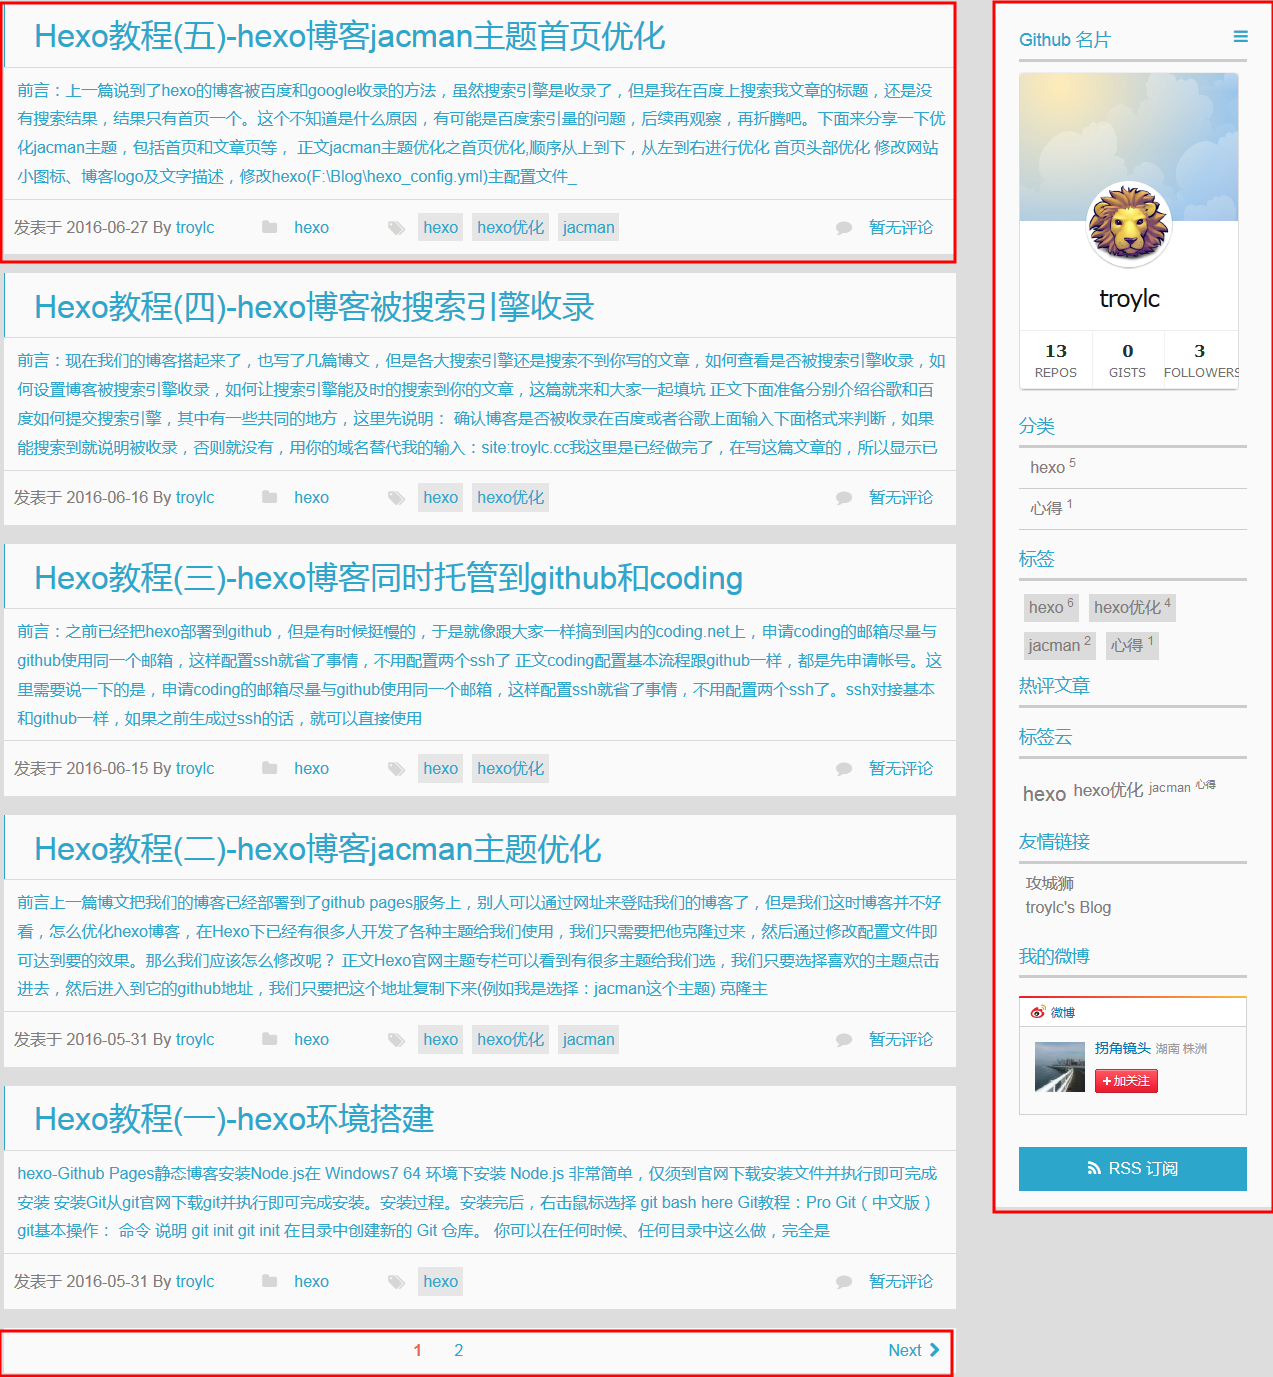 Hexo教程(五)-hexo博客jacman主题首页优化
前言：上一篇说到了hexo的博客被百度和google收录的方法，虽然搜索引擎是收录了，但是我在百度上搜索我文章的标题，还是没
有搜索结果，结果只有首页一个。这个不知道是什么原因，有可能是百度索引量的问题，后续再观察，再折腾吧。下面来分享一下优
化jacman主题，包括首页和文章页等， 正文jacman主题优化之首页优化,顺序从上到下，从左到右进行优化 首页头部优化 修改网站
小图标、博客logo及文字描述，修改hexo(F:\Blog\hexo_config.yml)主配置文件_
发表于 2016-06-27 By troylc hexo hexo hexo优化 jacman 暂无评论
Hexo教程(四)-hexo博客被搜索引擎收录
前言：现在我们的博客搭起来了，也写了几篇博文，但是各大搜索引擎还是搜索不到你写的文章，如何查看是否被搜索引擎收录，如
何设置博客被搜索引擎收录，如何让搜索引擎能及时的搜索到你的文章，这篇就来和大家一起填坑 正文下面准备分别介绍谷歌和百
度如何提交搜索引擎，其中有一些共同的地方，这里先说明： 确认博客是否被收录在百度或者谷歌上面输入下面格式来判断，如果
能搜索到就说明被收录，否则就没有，用你的域名替代我的输入：site:troylc.cc我这里是已经做完了，在写这篇文章的，所以显示已
发表于 2016-06-16 By troylc hexo hexo hexo优化 暂无评论
Hexo教程(三)-hexo博客同时托管到github和coding
前言：之前已经把hexo部署到github，但是有时候挺慢的，于是就像跟大家一样搞到国内的coding.net上，申请coding的邮箱尽量与
github使用同一个邮箱，这样配置ssh就省了事情，不用配置两个ssh了 正文coding配置基本流程跟github一样，都是先申请帐号。这
里需要说一下的是，申请coding的邮箱尽量与github使用同一个邮箱，这样配置ssh就省了事情，不用配置两个ssh了。ssh对接基本
和github一样，如果之前生成过ssh的话，就可以直接使用
发表于 2016-06-15 By troylc hexo hexo hexo优化 暂无评论
Hexo教程(二)-hexo博客jacman主题优化
前言上一篇博文把我们的博客已经部署到了github pages服务上，别人可以通过网址来登陆我们的博客了，但是我们这时博客并不好
看，怎么优化hexo博客，在Hexo下已经有很多人开发了各种主题给我们使用，我们只需要把他克隆过来，然后通过修改配置文件即
可达到要的效果。那么我们应该怎么修改呢？ 正文Hexo官网主题专栏可以看到有很多主题给我们选，我们只要选择喜欢的主题点击
进去，然后进入到它的github地址，我们只要把这个地址复制下来(例如我是选择：jacman这个主题) 克隆主
发表于 2016-05-31 By troylc hexo hexo hexo优化 jacman 暂无评论
Hexo教程(一)-hexo环境搭建
hexo-Github Pages静态博客安装Node.js在 Windows7 64 环境下安装 Node.js 非常简单，仅须到官网下载安装文件并执行即可完成
安装 安装Git从git官网下载git并执行即可完成安装。安装过程。安装完后，右击鼠标选择 git bash here Git教程：Pro Git（中文版）
git基本操作： 命令 说明 git init git init 在目录中创建新的 Git 仓库。 你可以在任何时候、任何目录中这么做，完全是
发表于 2016-05-31 By troylc hexo hexo 暂无评论
1 2 Next
Github 名片
troylc
13 0 3
REPOS GISTS FOLLOWERS
分类
hexo 5
心得 1
标签
hexo 6 hexo优化 4
jacman 2 心得 1
热评文章
标签云
hexo hexo优化 jacman 心得
友情链接
攻城狮
troylc's Blog
我的微博
微博
拐角镜头 湖南 株洲
+加关注
RSS 订阅